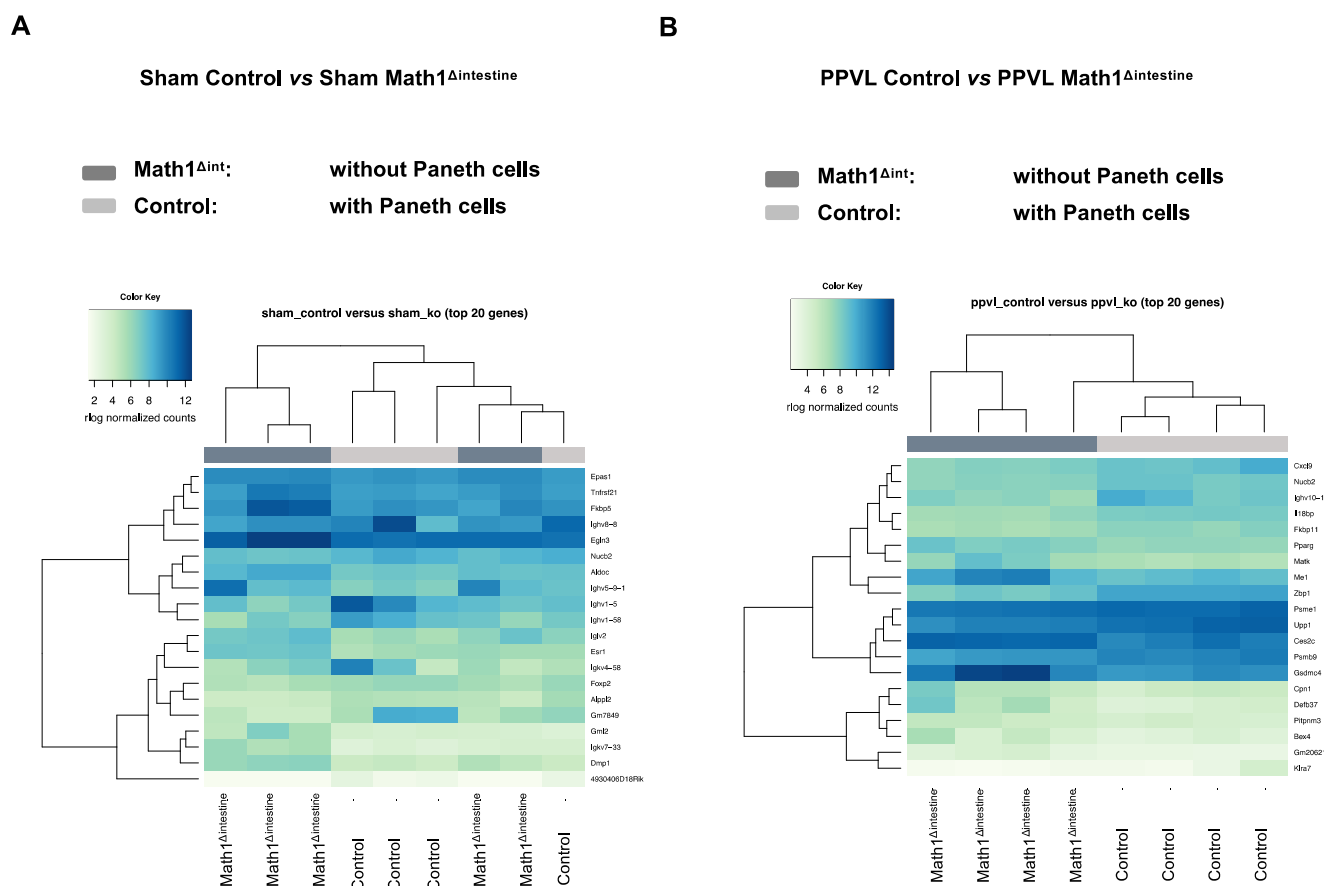 A
Sham Control vs Sham Math1Δintestine
Math1Δint: without Paneth cells
Control: with Paneth cells
Color Key
2 4 6 8 12
rlog normalized counts
sham_control versus sham_ko (top 20 genes)
Epas1
Tnfrsf21
Fkbp5
Ighv8-8
Egln3
Nucb2
Aldoc
Ighv5-9-1
Ighv1-5
Ighv1-58
Iglv2
Esr1
Igkv4-58
Foxp2
Alppl2
Gm7849
Gml2
Igkv7-33
Dmp1
4930406D18Rik
Math1Δintestine
Math1Δintestine
Math1Δintestine
Control
Control
Control
Math1Δintestine
Math1Δintestine
Control
B
PPVL Control vs PPVL Math1Δintestine
Math1Δint: without Paneth cells
Control: with Paneth cells
Color Key
4 6 8 12
rlog normalized counts
ppvl_control versus ppvl_ko (top 20 genes)
Cxcl9
Nucb2
Ighv10-1
Il18bp
Fkbp11
Pparg
Matk
Me1
Zbp1
Psme1
Upp1
Ces2c
Psmb9
Gsdmc4
Cpn1
Defb37
Pitpnm3
Bex4
Gm2062
Klra7
Math1Δintestine
Math1Δintestine
Math1Δintestine
Math1Δintestine
Control
Control
Control
Control